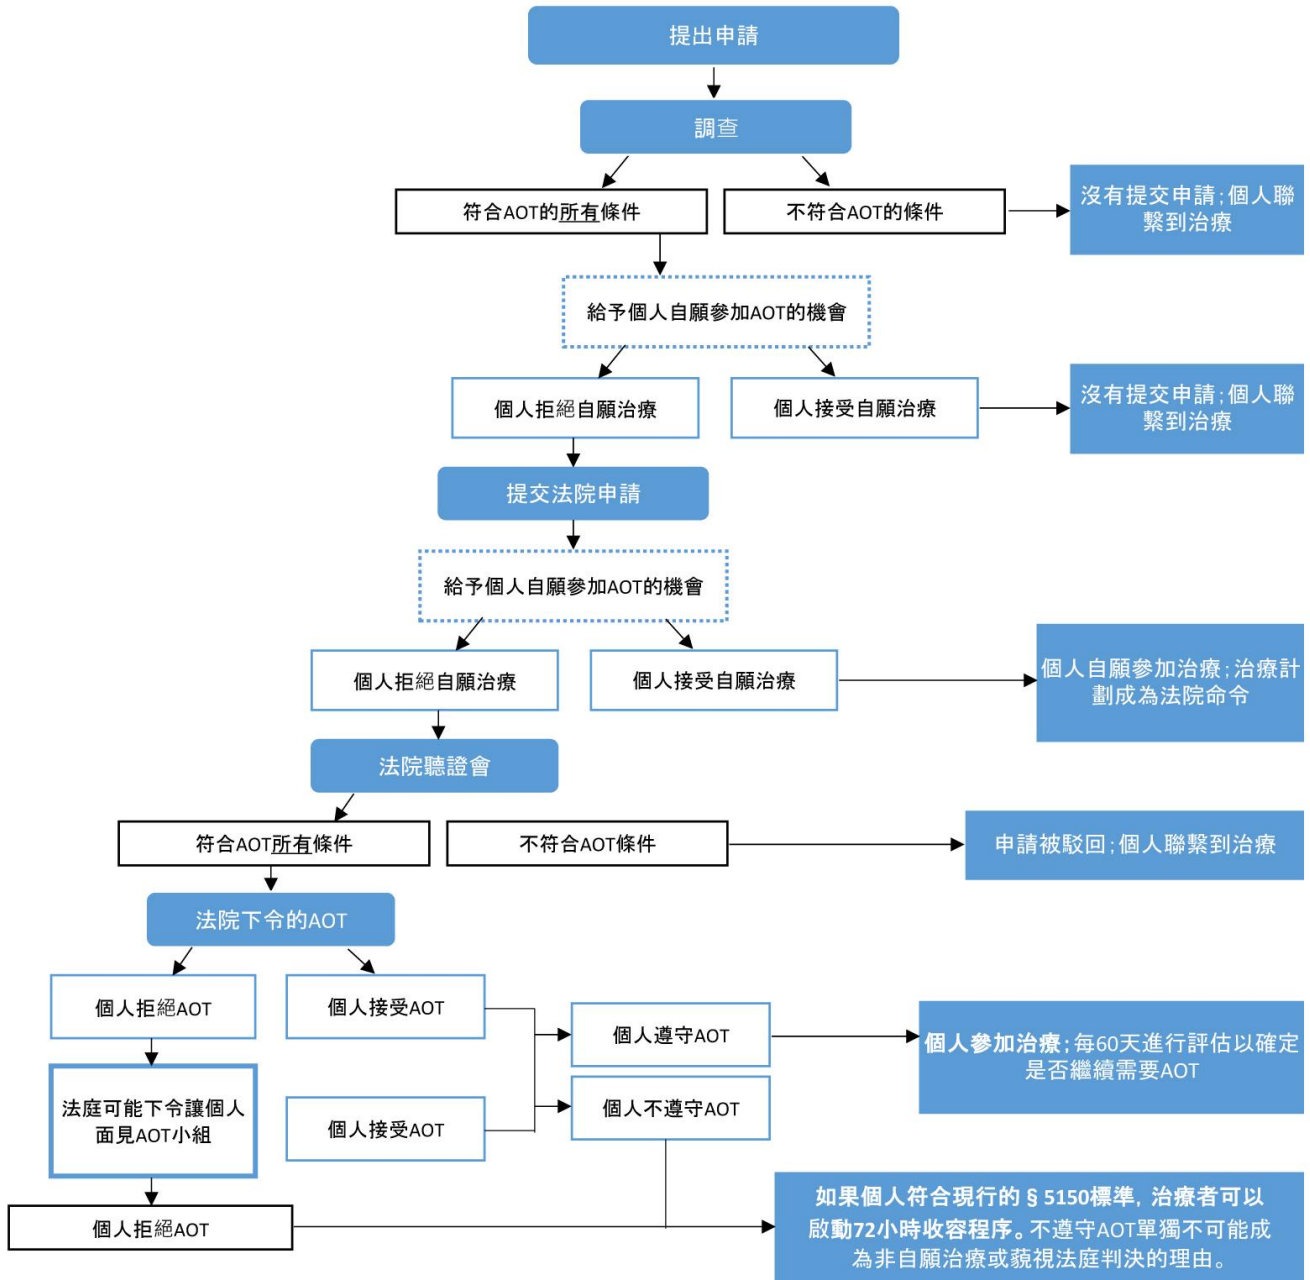 提出申請
調查
符合AOT的所有條件
不符合AOT的條件
沒有提交申請;個人聯
繫到治療
給予個人自願參加AOT的機會
個人拒絕自願治療
個人接受自願治療
沒有提交申請;個人聯
繫到治療
提交法院申請
給予個人自願參加AOT的機會
個人拒絕自願治療
個人接受自願治療
個人自願參加治療;治療計
劃成為法院命令
法院聽證會
符合AOT所有條件
不符合AOT條件
申請被駁回;個人聯繫到治療
法院下令的AOT
個人拒絕AOT
個人接受AOT
個人遵守AOT
個人參加治療;每60天進行評估以確定
是否繼續需要AOT
法庭可能下令讓個人
面見AOT小組
個人接受AOT
個人不遵守AOT
個人拒絕AOT
如果個人符合現行的 § 5150標準, 治療者可以
啟動72小時收容程序。不遵守AOT單獨不可能成
為非自願治療或藐視法庭判決的理由。